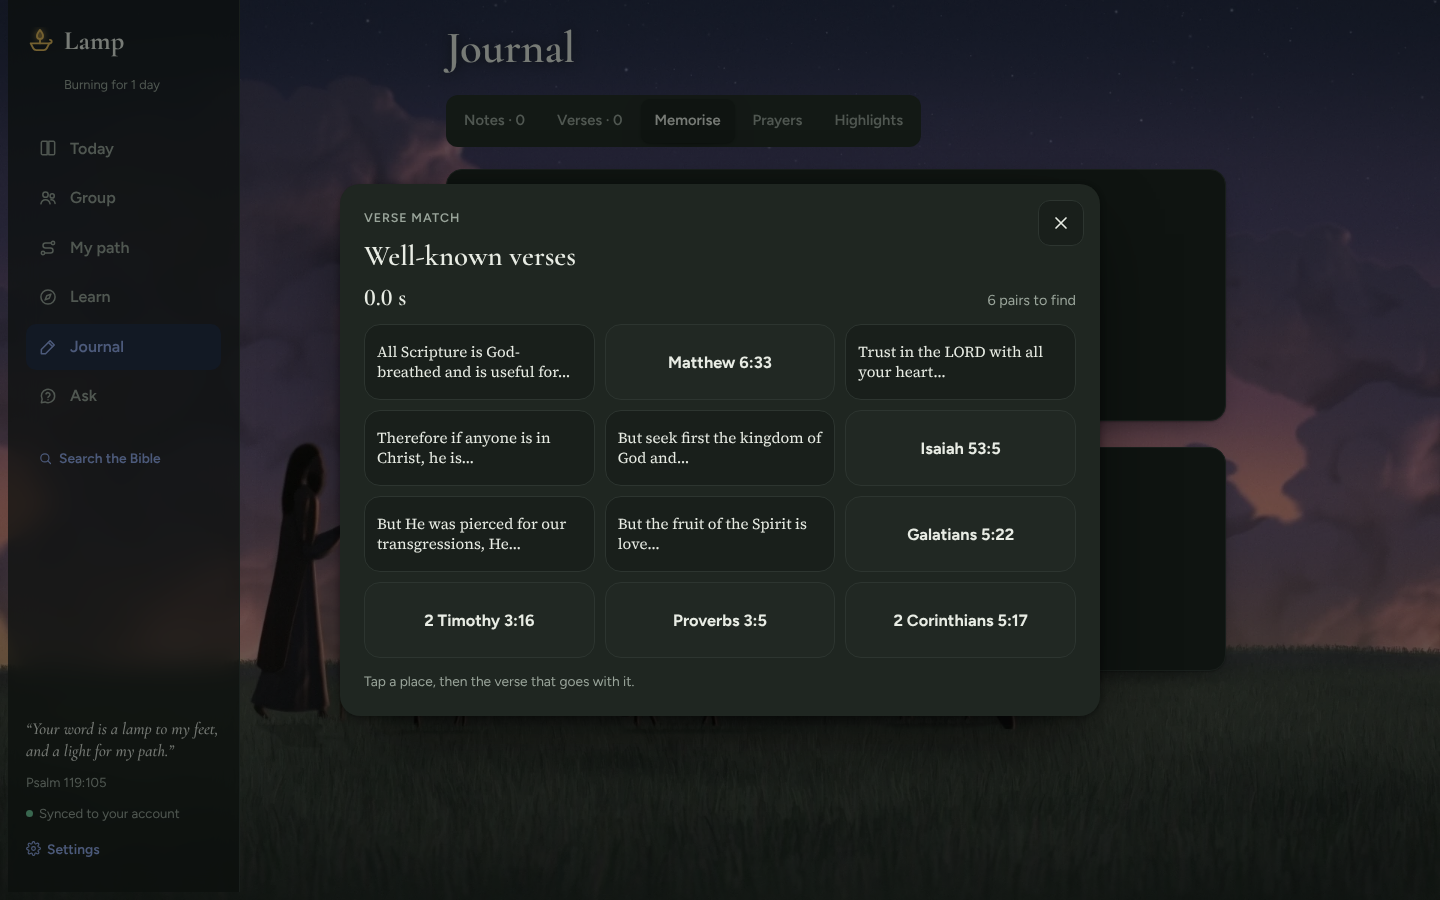 Lamp
Burning for 1 day
Today
Group
My path
Learn
Journal
Ask
Search the Bible
“Your word is a lamp to my feet,
and a light for my path.”
Psalm 119:105
Synced to your account
Settings
Journal
Notes · 0
Verses · 0
Memorise
Prayers
Highlights
VERSE MATCH
Well-known verses
0.0 s
6 pairs to find
All Scripture is God-
breathed and is useful for...
Matthew 6:33
Trust in the LORD with all
your heart...
Therefore if anyone is in
Christ, he is...
But seek first the kingdom of
God and...
Isaiah 53:5
But He was pierced for our
transgressions, He...
But the fruit of the Spirit is
love...
Galatians 5:22
2 Timothy 3:16
Proverbs 3:5
2 Corinthians 5:17
Tap a place, then the verse that goes with it.